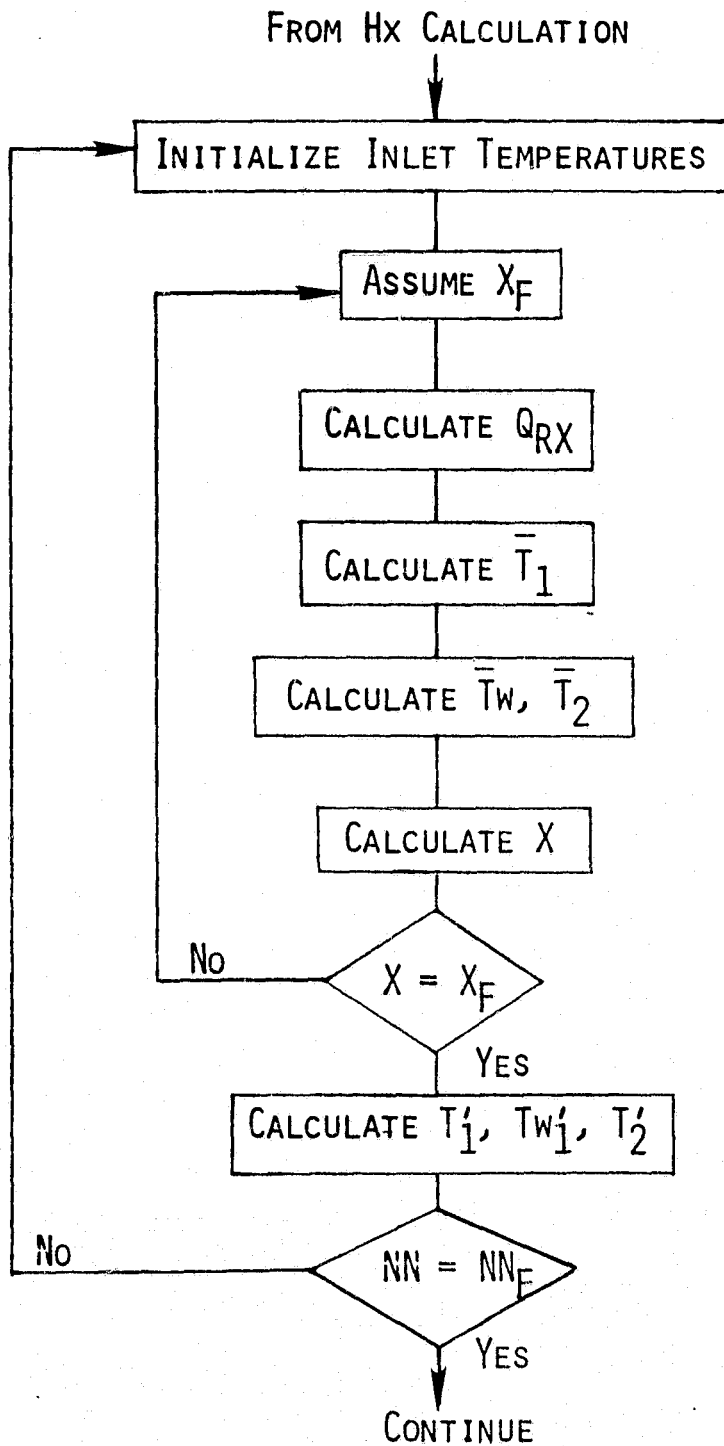 FROM HX CALCULATION
INITIALIZE INLET TEMPERATURES
ASSUME X_F
CALCULATE Q_RX
CALCULATE T̄_1
CALCULATE T̄W, T̄_2
CALCULATE X
X = X_F
NO
YES
CALCULATE T'_1, TW'_1, T'_2
NN = NN_F
NO
YES
CONTINUE